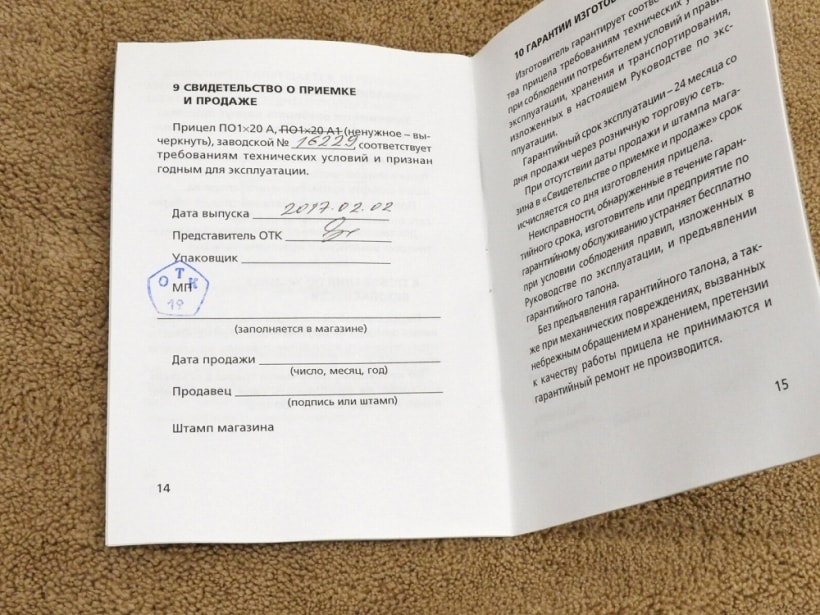 9 СВИДЕТЕЛЬСТВО О ПРИЕМКЕ
И ПРОДАЖЕ
Прицел ПО1×20 А, ПО1×20 А1 (ненужное – вы-
черкнуть), заводской № 16229, соответствует
требованиям технических условий и признан
годным для эксплуатации.
Дата выпуска 2017.02.02
Представитель ОТК
Упаковщик
ОТК
МП
18
(заполняется в магазине)
Дата продажи
(число, месяц, год)
Продавец
(подпись или штамп)
Штамп магазина
14
10 ГАРАНТИИ ИЗГОТОВ
Изготовитель гарантирует соотв
ства прицела требованиям технических у
при соблюдении потребителем условий и прави
эксплуатации, хранения и транспортирования,
изложенных в настоящем Руководстве по экс-
плуатации.
Гарантийный срок эксплуатации – 24 месяца со
дня продажи через розничную торговую сеть.
При отсутствии даты продажи и штампа мага-
зина в «Свидетельстве о приемке и продаже» срок
исчисляется со дня изготовления прицела.
Неисправности, обнаруженные в течение гаран-
тийного срока, изготовитель или предприятие по
гарантийному обслуживанию устраняет бесплатно
при условии соблюдения правил, изложенных в
Руководстве по эксплуатации, и предъявлении
гарантийного талона.
Без предъявления гарантийного талона, а так-
же при механических повреждениях, вызванных
небрежным обращением и хранением, претензии
к качеству работы прицела не принимаются и
гарантийный ремонт не производится.
15